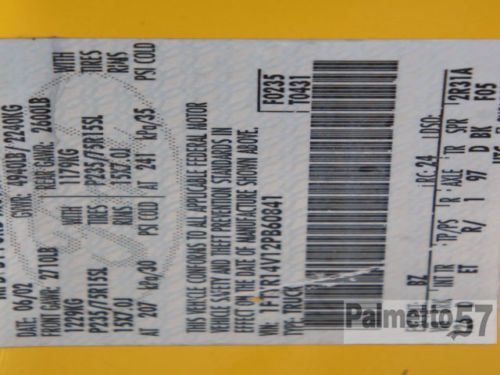 DATE: 06/02
GVWR: 4940LB/ 2240KG
FRONT GAWR: 2710LB
REAR GAWR: 2600LB
1229KG
WITH
1179KG
WITH
P225/75R15SL
TIRES
P235/75R15SL
TIRES
15X7.0J
RIMS
15X7.0J
RIMS
AT 207 kPa/30 PSI COLD
AT 241 kPa/35 PSI COLD
THIS VEHICLE CONFORMS TO ALL APPLICABLE FEDERAL MOTOR
VEHICLE SAFETY AND THEFT PREVENTION STANDARDS IN
EFFECT ON THE DATE OF MANUFACTURE SHOWN ABOVE.
VIN: 1FTYR14V12PB60841
TYPE: TRUCK
F0235
T0431
BZ
RC: 24
DSO:
INT TR
TP/PS
R
AXLE
TR
SPR
2R31A
ET
R/
1
97
D
BK
F05
Palmetto57